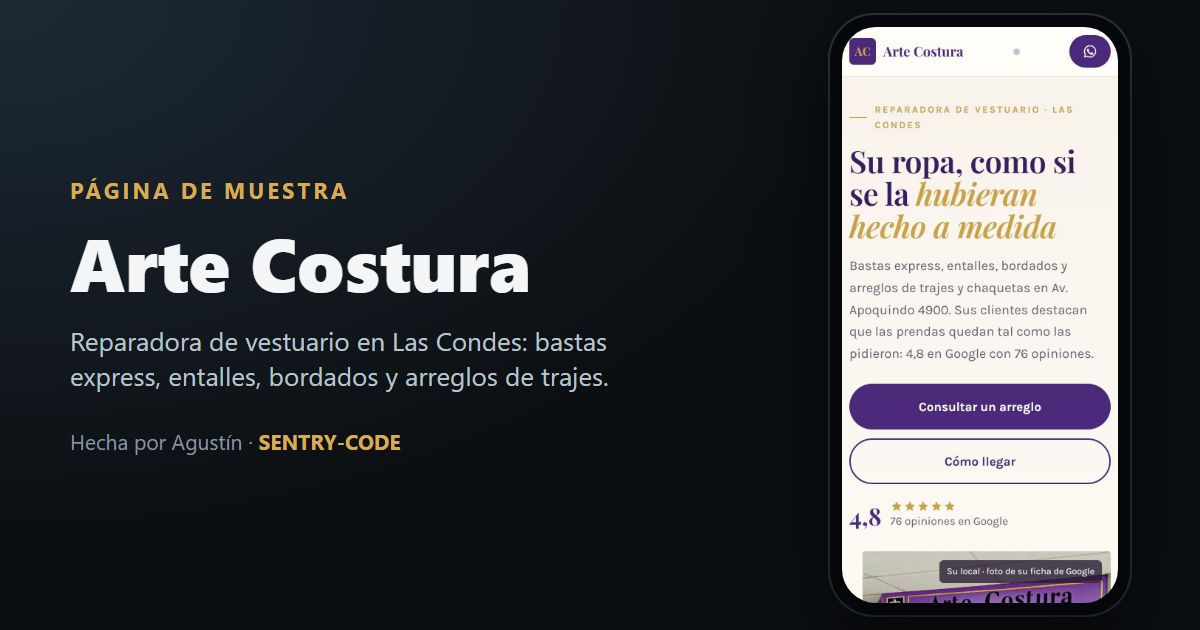 PÁGINA DE MUESTRA
Arte Costura
Reparadora de vestuario en Las Condes: bastas
express, entalles, bordados y arreglos de trajes.
Hecha por Agustín · SENTRY-CODE
AC Arte Costura
REPARADORA DE VESTUARIO · LAS
CONDES
Su ropa, como si
se la hubieran
hecho a medida
Bastas express, entalles, bordados y
arreglos de trajes y chaquetas en Av.
Apoquindo 4900. Sus clientes destacan
que las prendas quedan tal como las
pidieron: 4,8 en Google con 76 opiniones.
Consultar un arreglo
Cómo llegar
4,8
76 opiniones en Google
Su local · foto de su ficha de Google
Arte Costura